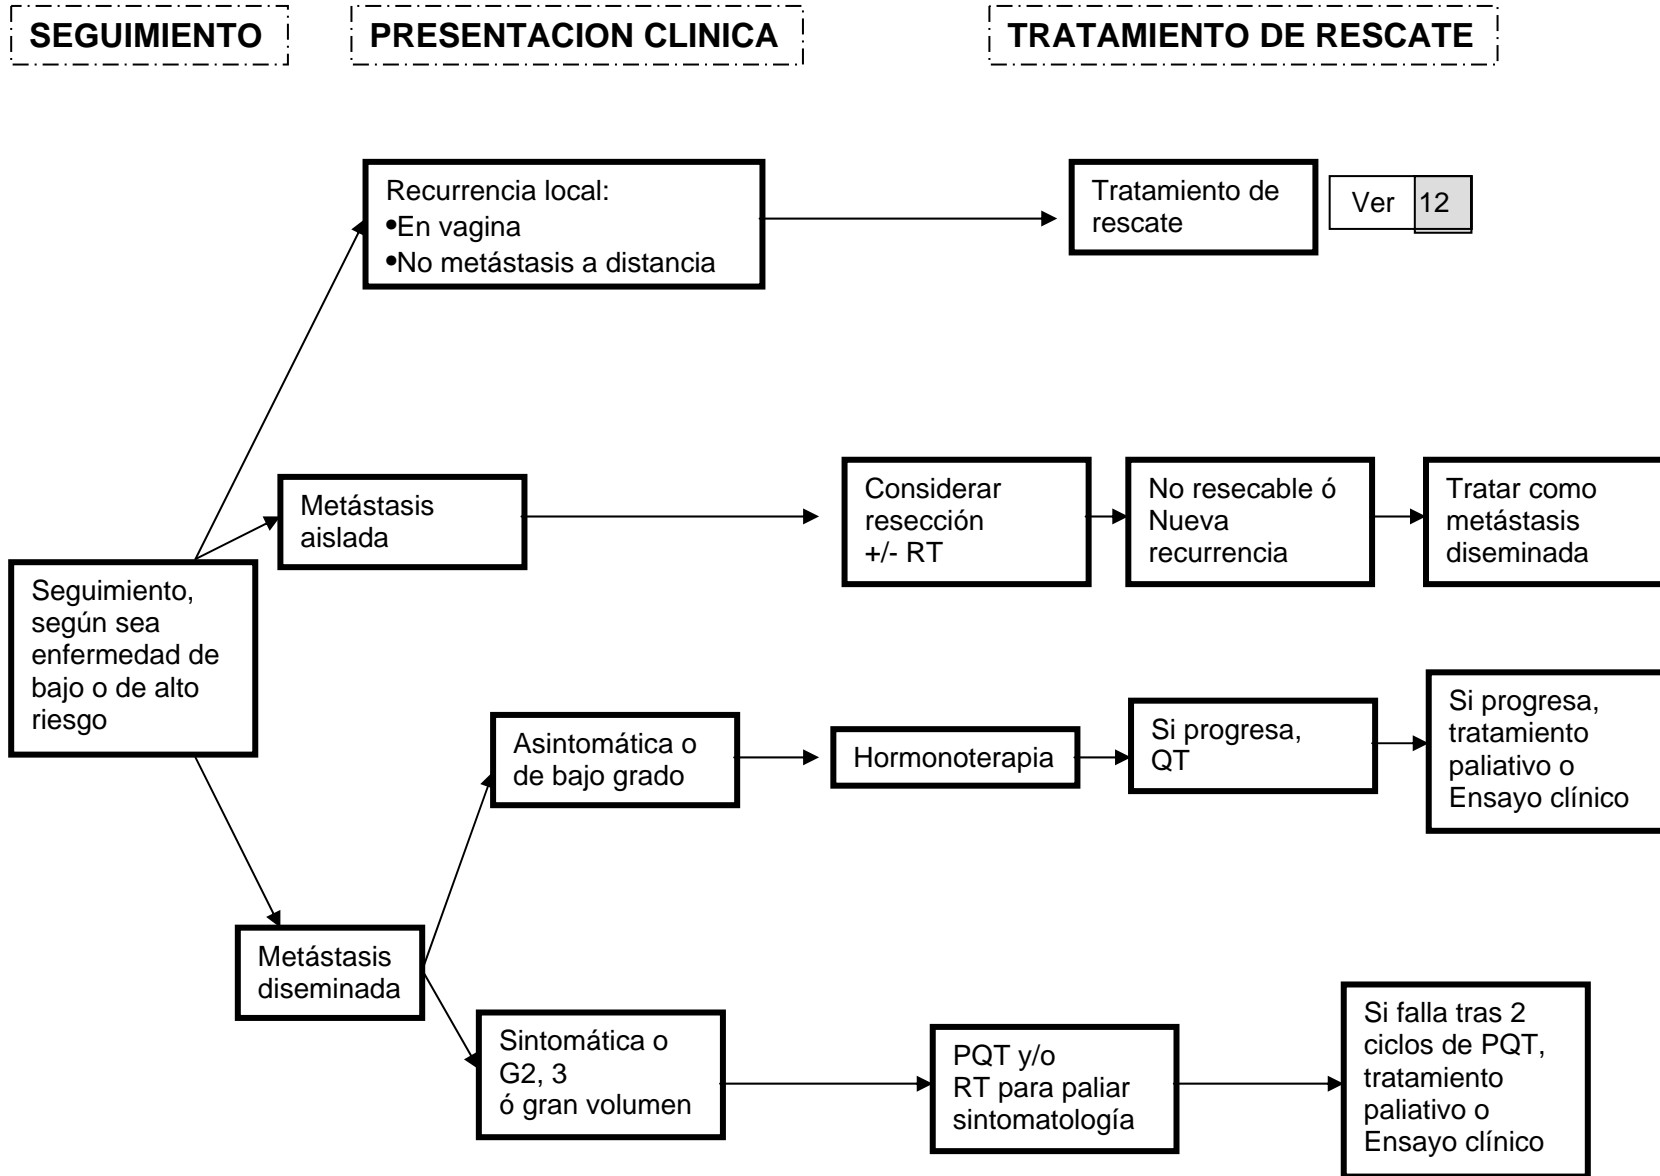 SEGUIMIENTO
PRESENTACION CLINICA
TRATAMIENTO DE RESCATE
Recurrencia local:
•En vagina
•No metástasis a distancia
Tratamiento de
rescate
Ver 12
Metástasis
aislada
Considerar
resección
+/- RT
No resecable ó
Nueva
recurrencia
Tratar como
metástasis
diseminada
Seguimiento,
según sea
enfermedad de
bajo o de alto
riesgo
Asintomática o
de bajo grado
Hormonoterapia
Si progresa,
QT
Si progresa,
tratamiento
paliativo o
Ensayo clínico
Metástasis
diseminada
Sintomática o
G2, 3
ó gran volumen
PQT y/o
RT para paliar
sintomatología
Si falla tras 2
ciclos de PQT,
tratamiento
paliativo o
Ensayo clínico